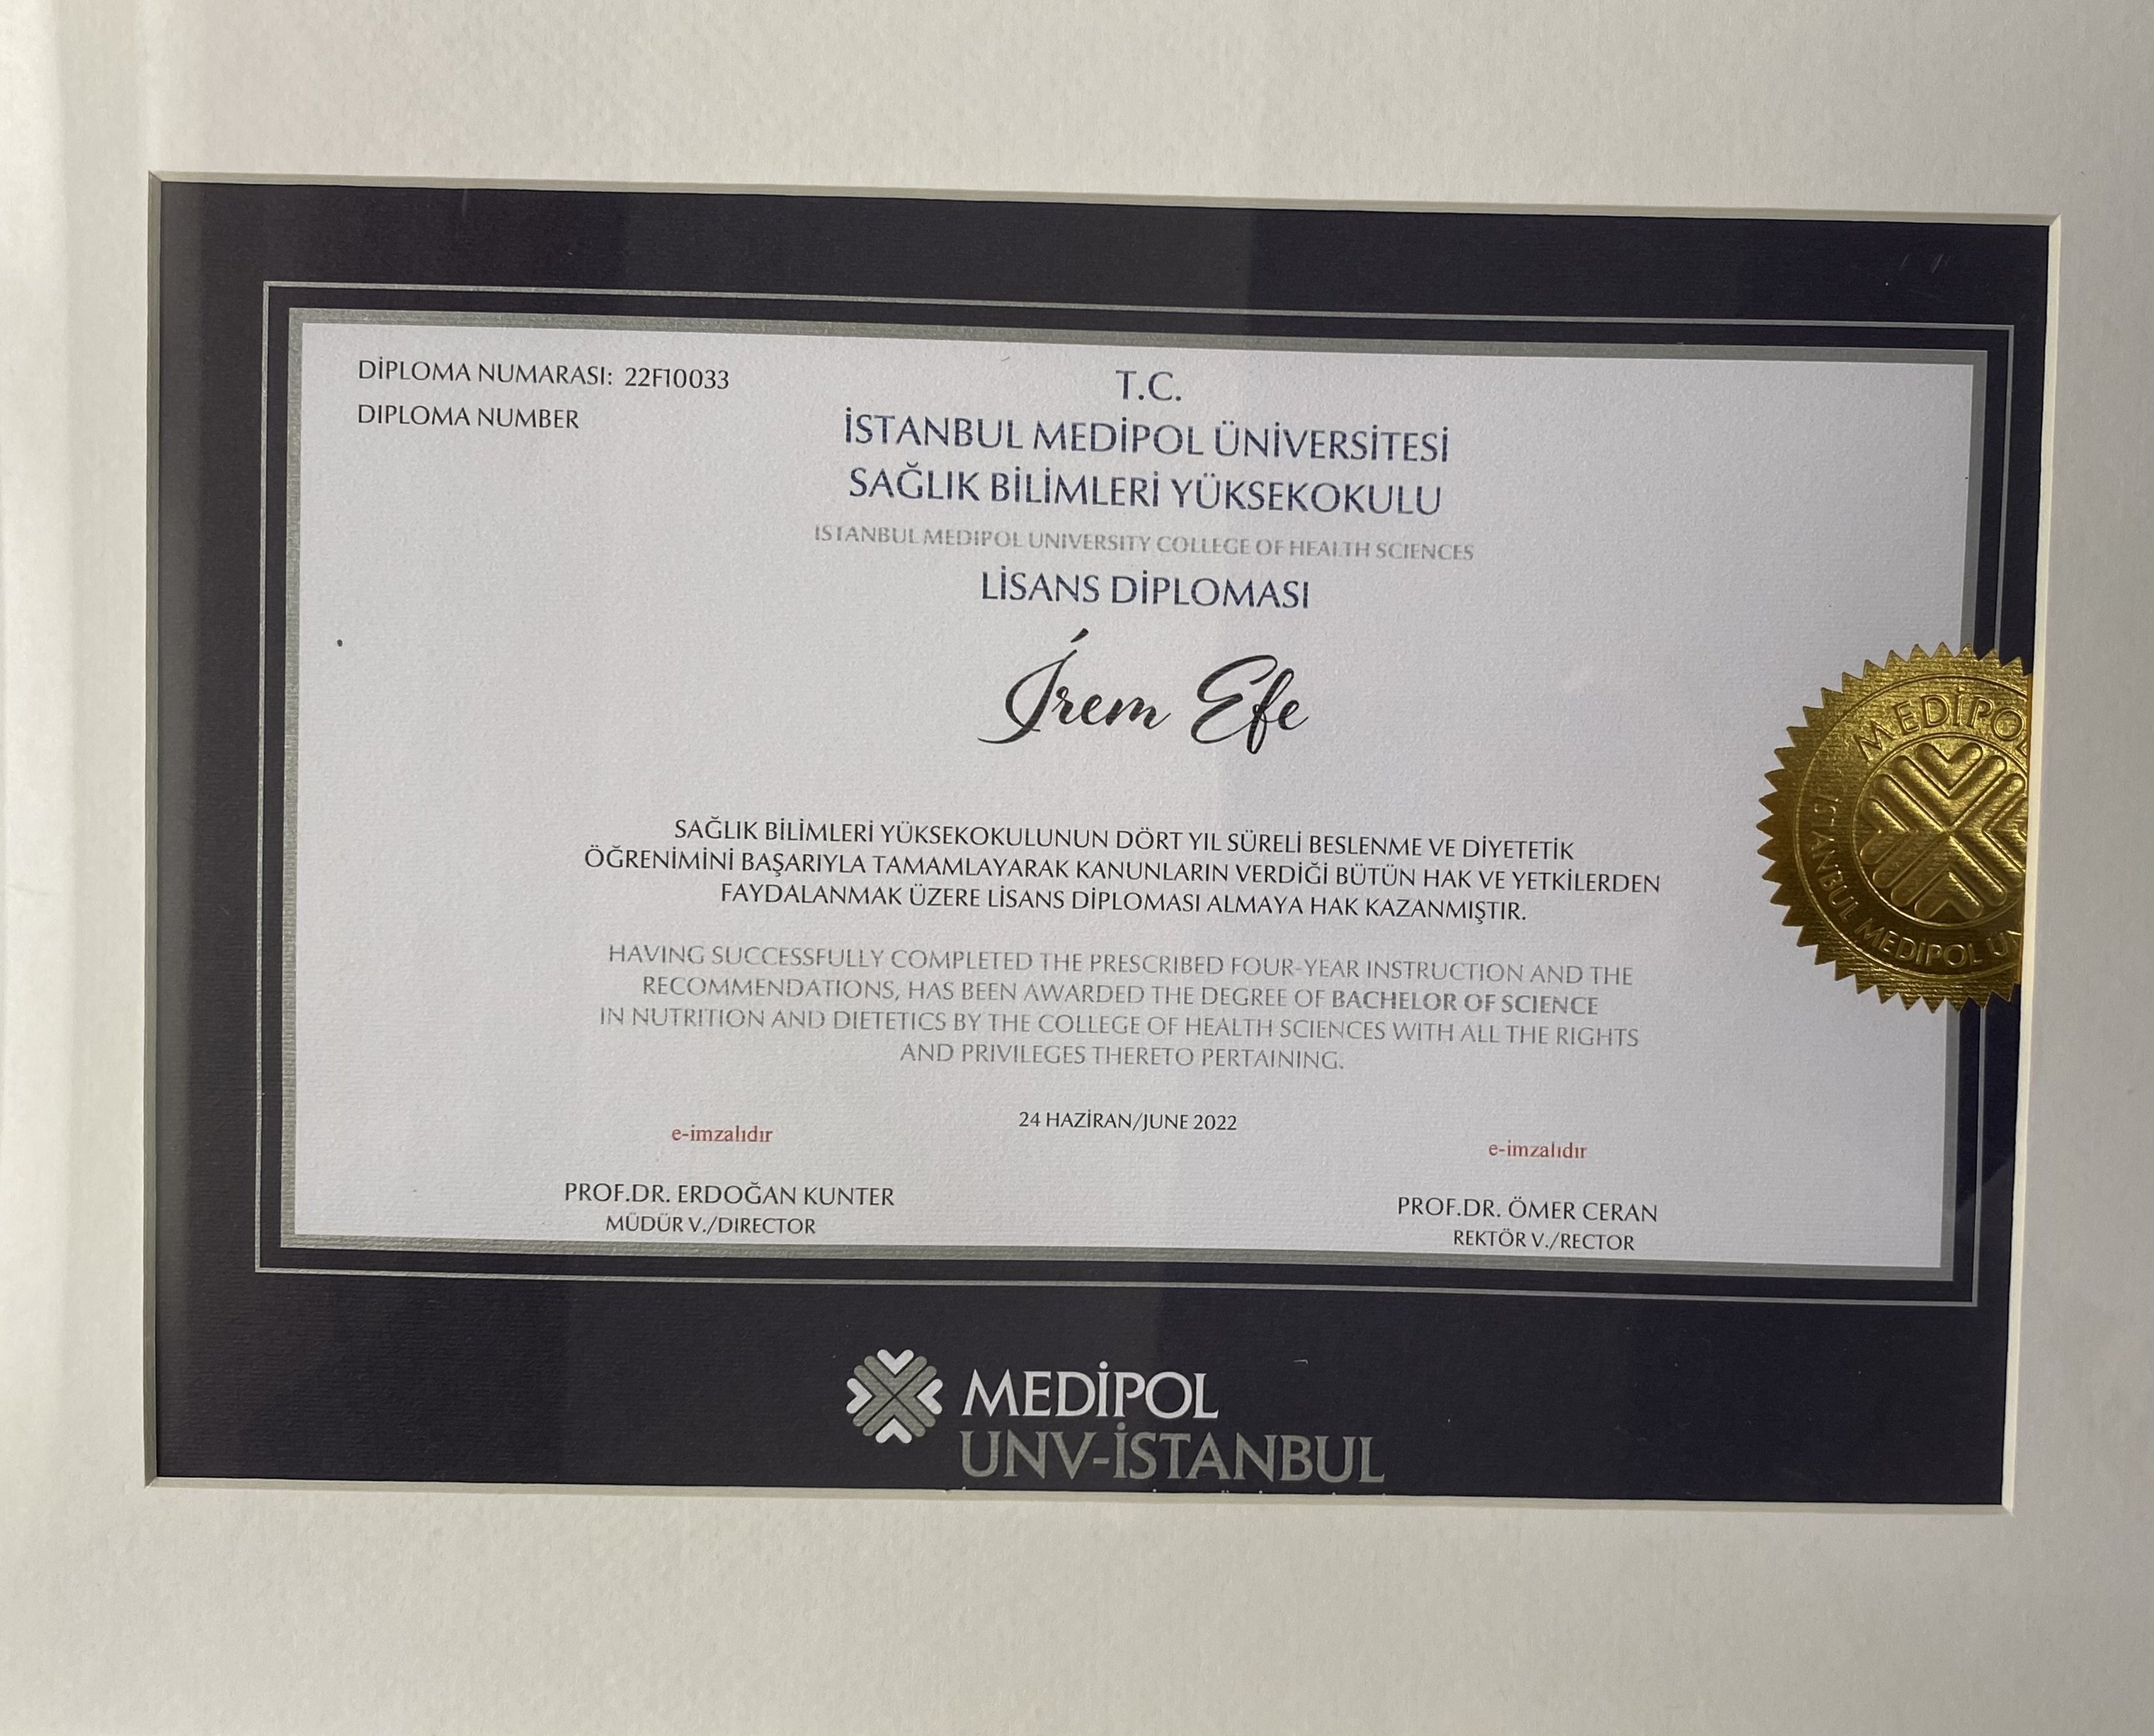 DİPLOMA NUMARASI: 22F10033
DIPLOMA NUMBER
T.C.
İSTANBUL MEDİPOL ÜNİVERSİTESİ
SAĞLIK BİLİMLERİ YÜKSEKOKULU
ISTANBUL MEDIPOL UNIVERSITY COLLEGE OF HEALTH SCIENCES
LİSANS DİPLOMASI
İrem Efe
SAĞLIK BİLİMLERİ YÜKSEKOKULUNUN DÖRT YIL SÜRELİ BESLENME VE DİYETETİK
ÖĞRENİMİNİ BAŞARIYLA TAMAMLAYARAK KANUNLARIN VERDİĞİ BÜTÜN HAK VE YETKİLERDEN
FAYDALANMAK ÜZERE LİSANS DİPLOMASI ALMAYA HAK KAZANMIŞTIR.
HAVING SUCCESSFULLY COMPLETED THE PRESCRIBED FOUR-YEAR INSTRUCTION AND THE
RECOMMENDATIONS, HAS BEEN AWARDED THE DEGREE OF BACHELOR OF SCIENCE
IN NUTRITION AND DIETETICS BY THE COLLEGE OF HEALTH SCIENCES WITH ALL THE RIGHTS
AND PRIVILEGES THERETO PERTAINING.
24 HAZİRAN/JUNE 2022
e-imzalıdır
PROF.DR. ERDOĞAN KUNTER
MÜDÜR V./DIRECTOR
e-imzalıdır
PROF.DR. ÖMER CERAN
REKTÖR V./RECTOR
MEDİPOL
İSTANBUL MEDİPOL
MEDİPOL
UNV-İSTANBUL